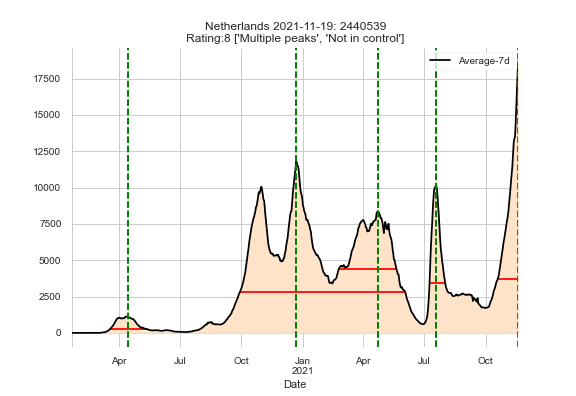 Netherlands 2021-11-19: 2440539
Rating:8 ['Multiple peaks', 'Not in control']
Average-7d
17500
15000
12500
10000
7500
5000
2500
0
Apr Jul Oct Jan Apr Jul Oct
2021
Date